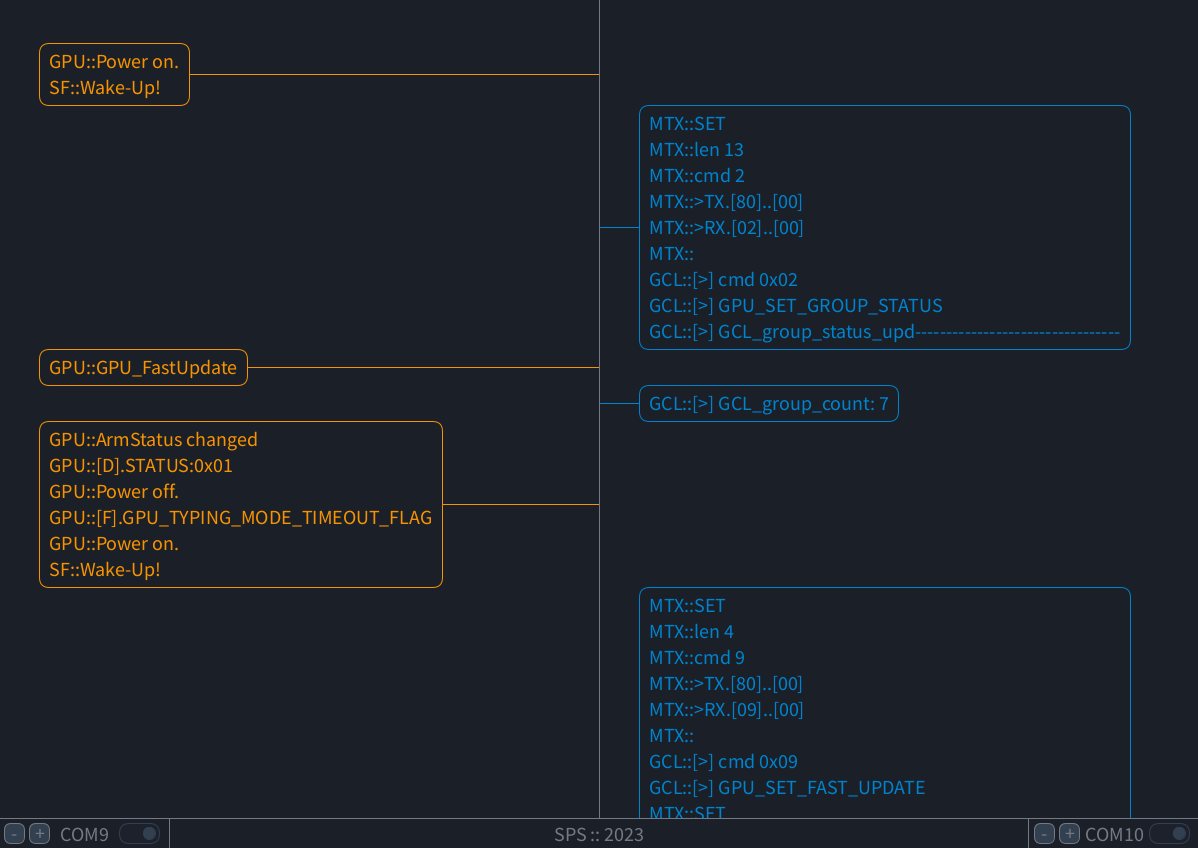 GPU::Power on.
SF::Wake-Up!
MTX::SET
MTX::len 13
MTX::cmd 2
MTX::>TX.[80]..[00]
MTX::>RX.[02]..[00]
MTX::
GCL::[>] cmd 0x02
GCL::[>] GPU_SET_GROUP_STATUS
GCL::[>] GCL_group_status_upd---------------------------------
GPU::GPU_FastUpdate
GCL::[>] GCL_group_count: 7
GPU::ArmStatus changed
GPU::[D].STATUS:0x01
GPU::Power off.
GPU::[F].GPU_TYPING_MODE_TIMEOUT_FLAG
GPU::Power on.
SF::Wake-Up!
MTX::SET
MTX::len 4
MTX::cmd 9
MTX::>TX.[80]..[00]
MTX::>RX.[09]..[00]
MTX::
GCL::[>] cmd 0x09
GCL::[>] GPU_SET_FAST_UPDATE
MTX::SET
- + COM9
SPS :: 2023
- + COM10